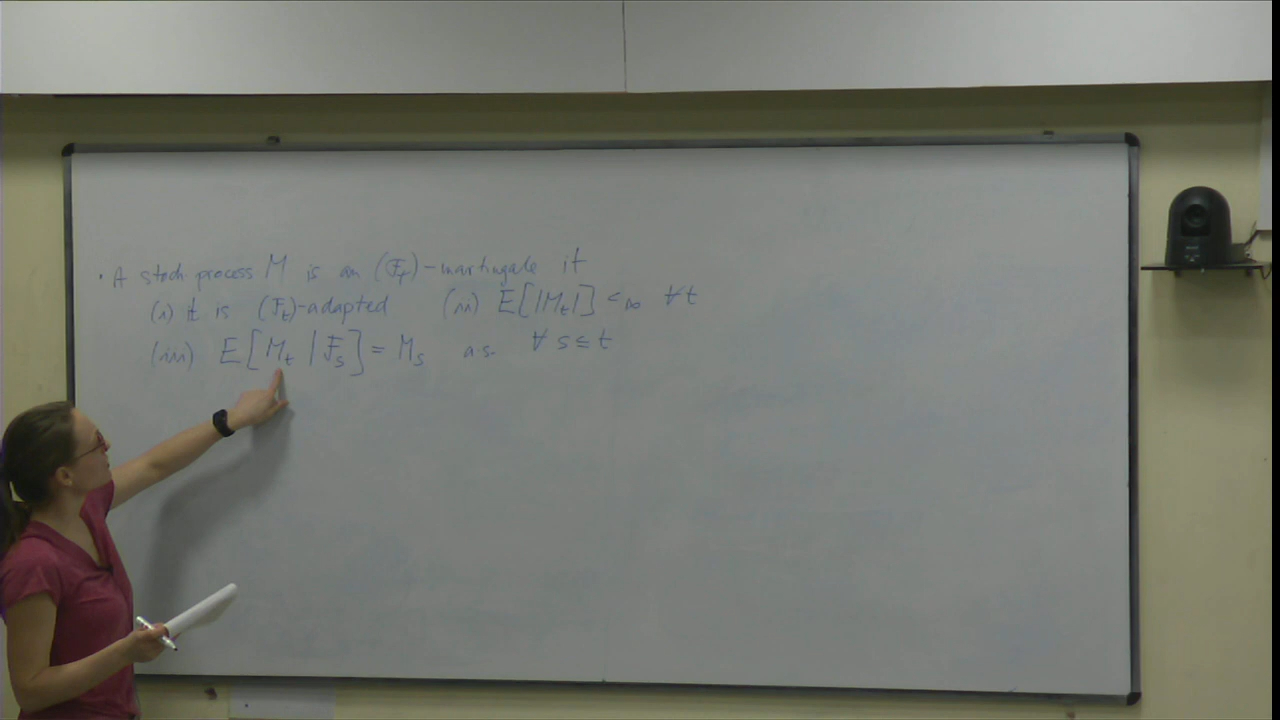 • A stoch process M is an (F_t)-martingale if
(i) it is (F_t)-adapted (ii) E[|M_t|] < ∞ ∀t
(iii) E[M_t | F_s] = M_s a.s. ∀ s ≤ t